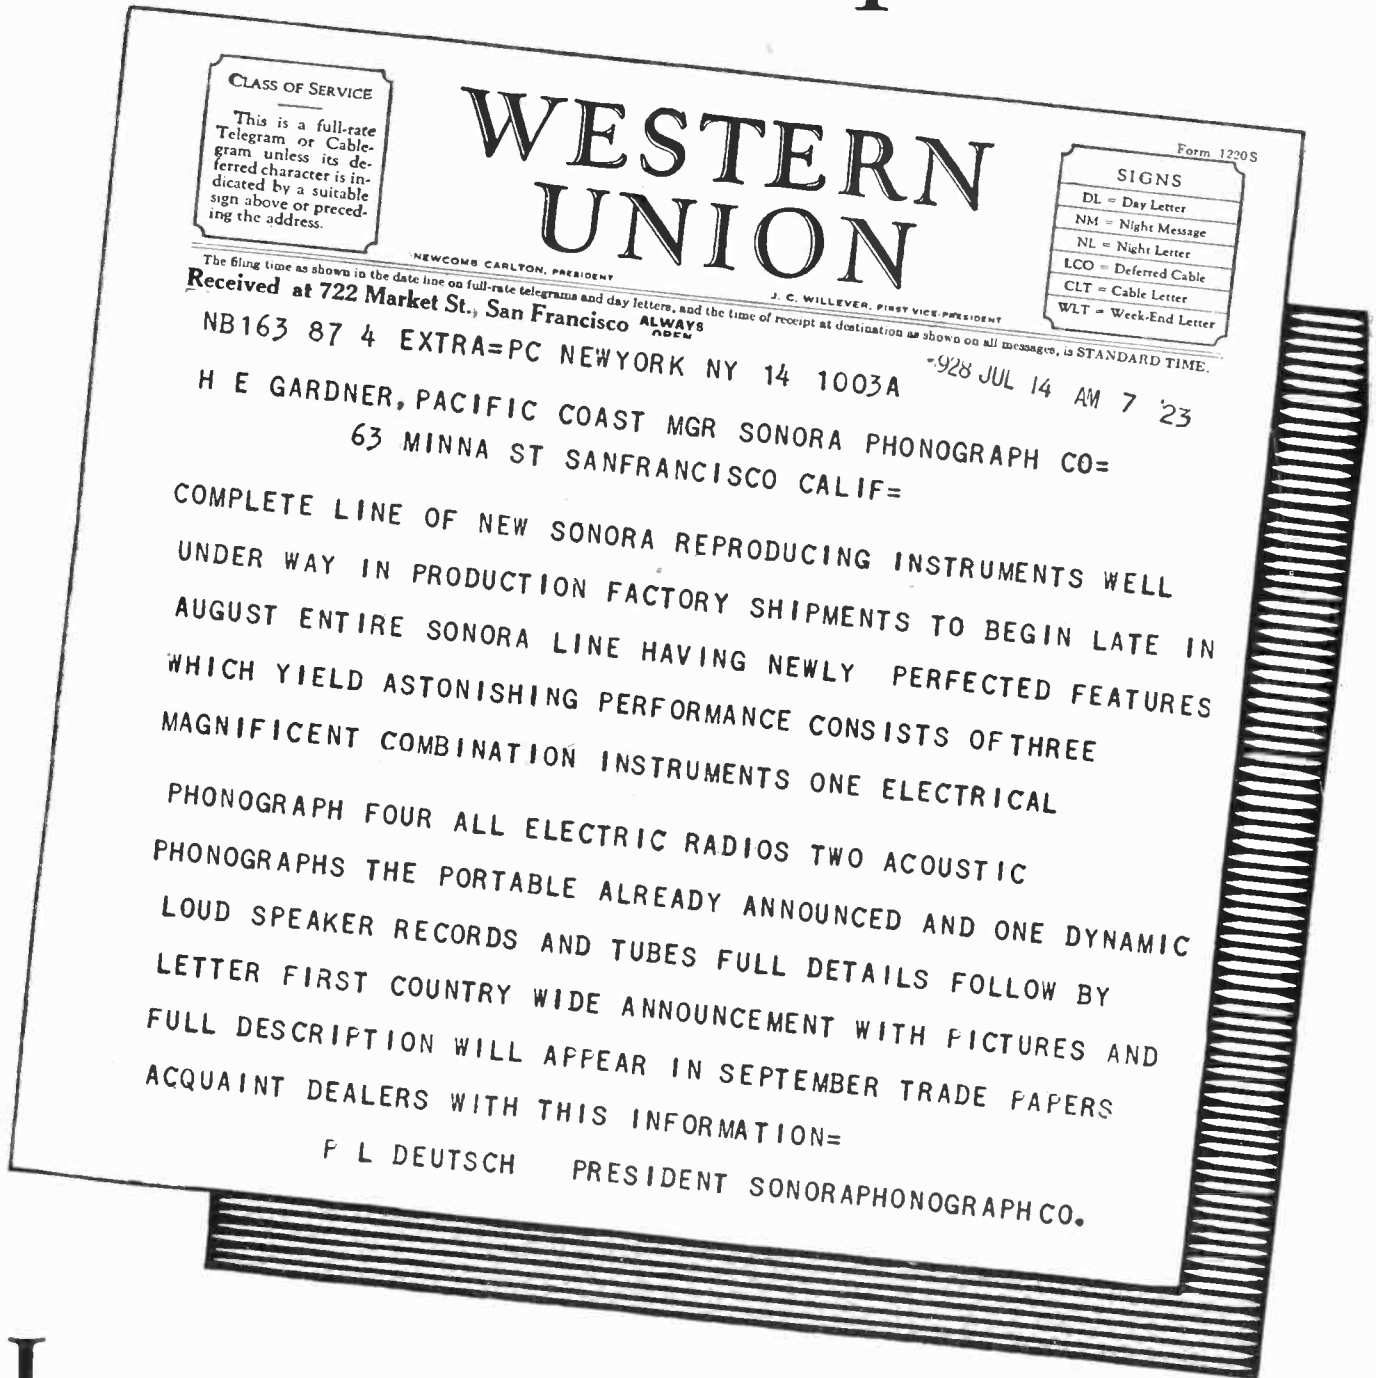 CLASS OF SERVICE
This is a full-rate
Telegram or Cable-
gram unless its de-
ferred character is in-
dicated by a suitable
sign above or preced-
ing the address.
WESTERN
UNION
NEWCOMB CARLTON, PRESIDENT
J. C. WILLEVER, FIRST VICE-PRESIDENT
Form 1220S
SIGNS
DL = Day Letter
NM = Night Message
NL = Night Letter
LCO = Deferred Cable
CLT = Cable Letter
WLT = Week-End Letter
The filing time as shown in the date line on full-rate telegrams and day letters, and the time of receipt at destination as shown on all messages, is STANDARD TIME.
Received at 722 Market St., San Francisco ALWAYS OPEN
NB163 87 4 EXTRA=PC NEWYORK NY 14 1003A
928 JUL 14 AM 7 23
H E GARDNER, PACIFIC COAST MGR SONORA PHONOGRAPH CO=
63 MINNA ST SANFRANCISCO CALIF=
COMPLETE LINE OF NEW SONORA REPRODUCING INSTRUMENTS WELL
UNDER WAY IN PRODUCTION FACTORY SHIPMENTS TO BEGIN LATE IN
AUGUST ENTIRE SONORA LINE HAVING NEWLY PERFECTED FEATURES
WHICH YIELD ASTONISHING PERFORMANCE CONSISTS OF THREE
MAGNIFICENT COMBINATION INSTRUMENTS ONE ELECTRICAL
PHONOGRAPH FOUR ALL ELECTRIC RADIOS TWO ACOUSTIC
PHONOGRAPHS THE PORTABLE ALREADY ANNOUNCED AND ONE DYNAMIC
LOUD SPEAKER RECORDS AND TUBES FULL DETAILS FOLLOW BY
LETTER FIRST COUNTRY WIDE ANNOUNCEMENT WITH PICTURES AND
FULL DESCRIPTION WILL APPEAR IN SEPTEMBER TRADE PAPERS
ACQUAINT DEALERS WITH THIS INFORMATION=
P L DEUTSCH PRESIDENT SONORAPHONOGRAPH CO.